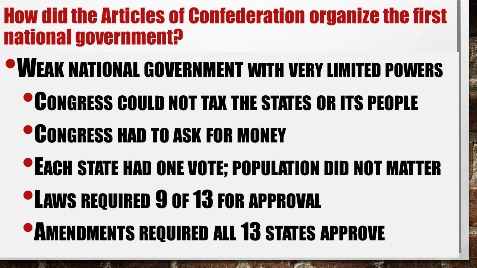 How did the Articles of Confederation organize the first
national government?
•Weak national government with very limited powers
•Congress could not tax the states or its people
•Congress had to ask for money
•Each state had one vote; population did not matter
•Laws required 9 of 13 for approval
•Amendments required all 13 states approve